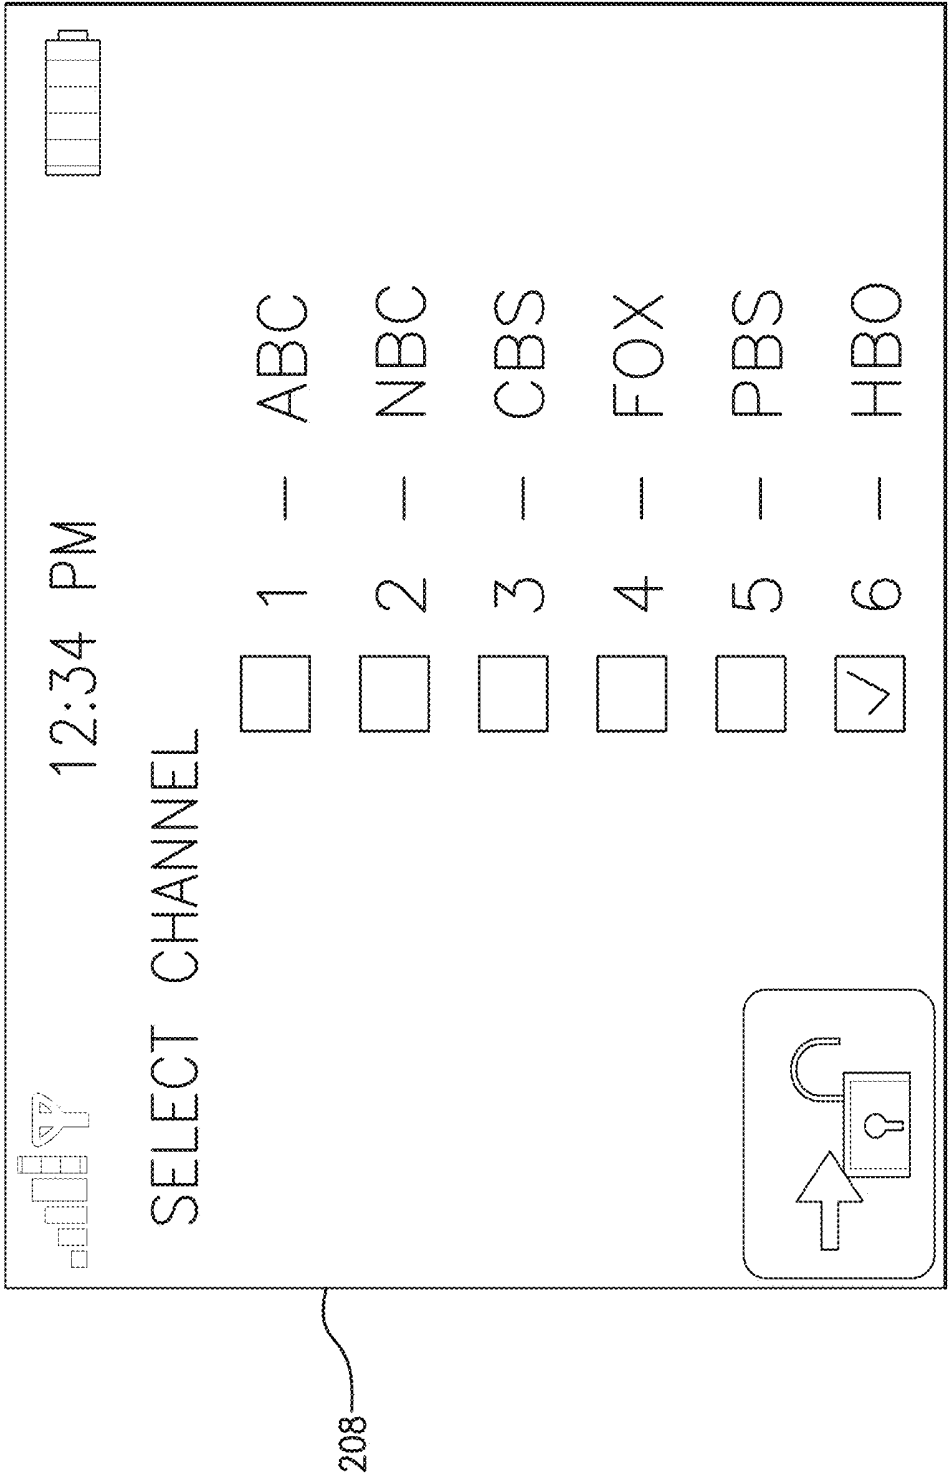 12:34 PM
SELECT CHANNEL
1 – ABC
2 – NBC
3 – CBS
4 – FOX
5 – PBS
6 – HBO
208